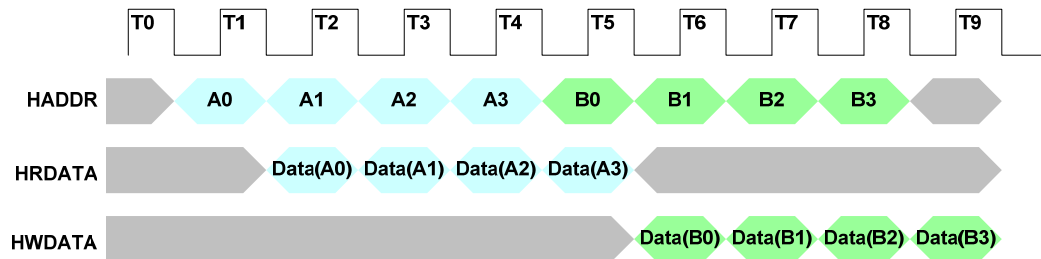 T0 T1 T2 T3 T4 T5 T6 T7 T8 T9
HADDR A0 A1 A2 A3 B0 B1 B2 B3
HRDATA Data(A0) Data(A1) Data(A2) Data(A3)
HWDATA Data(B0) Data(B1) Data(B2) Data(B3)